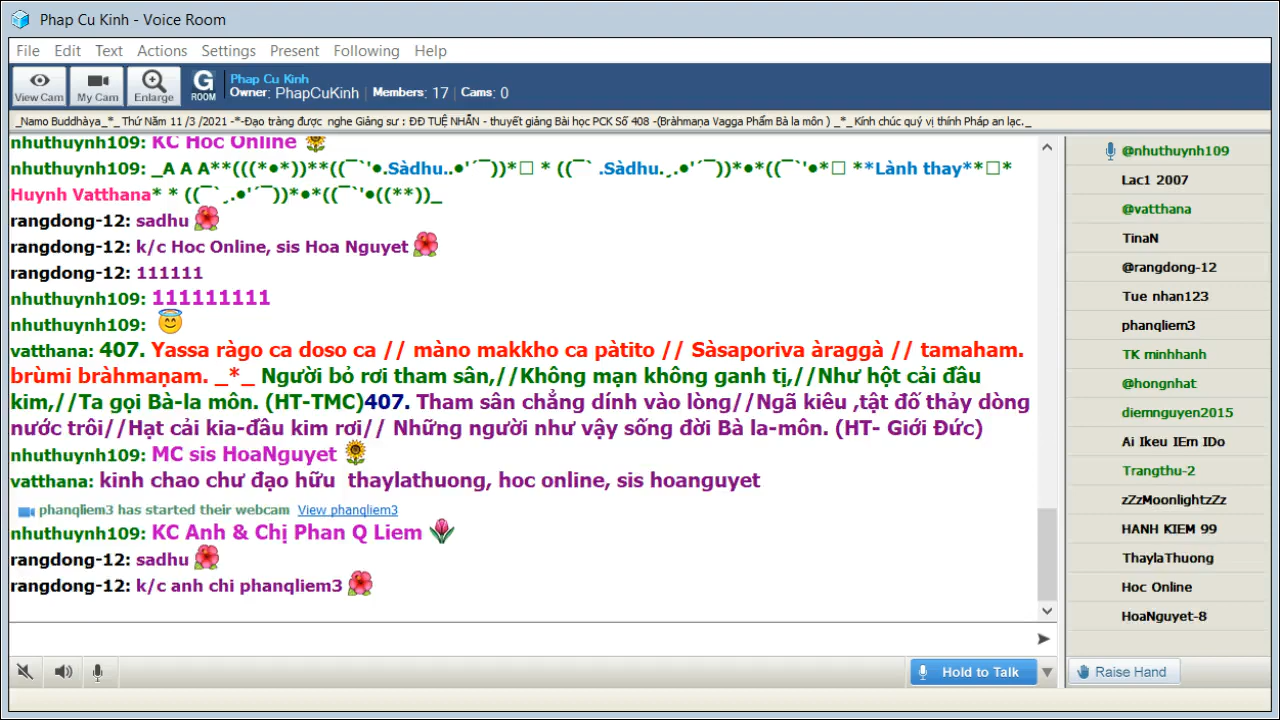 Phap Cu Kinh - Voice Room
File Edit Text Actions Settings Present Following Help
View Cam My Cam Enlarge G ROOM
Phap Cu Kinh
Owner: PhapCuKinh Members: 17 Cams: 0
_Namo Buddhàya_*_ Thứ Năm 11 /3 /2021 -*-Đạo tràng được nghe Giảng sư : ĐĐ TUỆ NHẪN - thuyết giảng Bài học PCK Số 408 -(Bràhmaṇa Vagga Phẩm Bà la môn ) _*_ Kính chúc quý vị thính Pháp an lạc,_
nhuthuynh109: KC Hoc Online
nhuthuynh109: _A A A**(((*•*))**((¯`'•.Sàdhu..•'´¯))*□ * ((¯` .Sàdhu.¸.•'´¯))*•*((¯`'•*□ **Lành thay**□*
Huynh Vatthana* * ((¯`¸.•'´¯))*•*((¯`'•((**))_
rangdong-12: sadhu
rangdong-12: k/c Hoc Online, sis Hoa Nguyet
rangdong-12: 111111
nhuthuynh109: 111111111
nhuthuynh109:
vatthana: 407. Yassa ràgo ca doso ca // màno makkho ca pàtito // Sàsaporiva àraggà // tamaham.
brùmi bràhmaṇam. _*_ Người bỏ rơi tham sân,//Không mạn không ganh tị,//Như hột cải đầu
kim,//Ta gọi Bà-la môn. (HT-TMC)407. Tham sân chẳng dính vào lòng//Ngã kiêu ,tật đố thảy dòng
nước trôi//Hạt cải kia-đầu kim rơi// Những người như vậy sống đời Bà la-môn. (HT- Giới Đức)
nhuthuynh109: MC sis HoaNguyet
vatthana: kinh chao chư đạo hữu thaylathuong, hoc online, sis hoanguyet
phanqliem3 has started their webcam View phanqliem3
nhuthuynh109: KC Anh & Chị Phan Q Liem
rangdong-12: sadhu
rangdong-12: k/c anh chi phanqliem3
@nhuthuynh109
Lac1 2007
@vatthana
TinaN
@rangdong-12
Tue nhan123
phanqliem3
TK minhhanh
@hongnhat
diemnguyen2015
Ai Ikeu IErn IDo
Trangthu-2
zZzMoonlightzZz
HANH KIEM 99
ThaylaThuong
Hoc Online
HoaNguyet-8
Hold to Talk
Raise Hand